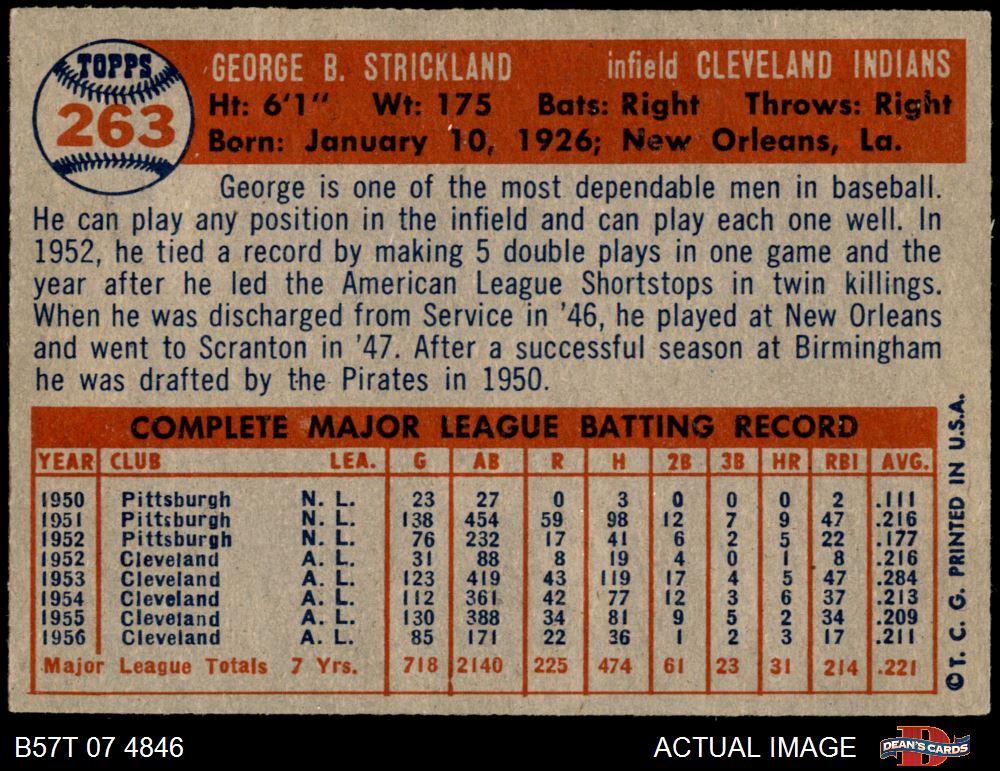 TOPPS
263
GEORGE B. STRICKLAND infield CLEVELAND INDIANS
Ht: 6'1" Wt: 175 Bats: Right Throws: Right
Born: January 10, 1926; New Orleans, La.
George is one of the most dependable men in baseball.
He can play any position in the infield and can play each one well. In
1952, he tied a record by making 5 double plays in one game and the
year after he led the American League Shortstops in twin killings.
When he was discharged from Service in '46, he played at New Orleans
and went to Scranton in '47. After a successful season at Birmingham
he was drafted by the Pirates in 1950.
COMPLETE MAJOR LEAGUE BATTING RECORD
YEAR CLUB LEA. G AB R H 2B 3B HR RBI AVG.
1950 Pittsburgh N. L. 23 27 0 3 0 0 0 2 .111
1951 Pittsburgh N. L. 138 454 59 98 12 7 9 47 .216
1952 Pittsburgh N. L. 76 232 17 41 6 2 5 22 .177
1952 Cleveland A. L. 31 88 8 19 4 0 1 8 .216
1953 Cleveland A. L. 123 419 43 119 17 4 5 47 .284
1954 Cleveland A. L. 112 361 42 77 12 3 6 37 .213
1955 Cleveland A. L. 130 388 34 81 9 5 2 34 .209
1956 Cleveland A. L. 85 171 22 36 1 2 3 17 .211
Major League Totals 7 Yrs. 718 2140 225 474 61 23 31 214 .221
© T. C. G. PRINTED IN U.S.A.
B57T 07 4846 ACTUAL IMAGE DEAN'S CARDS